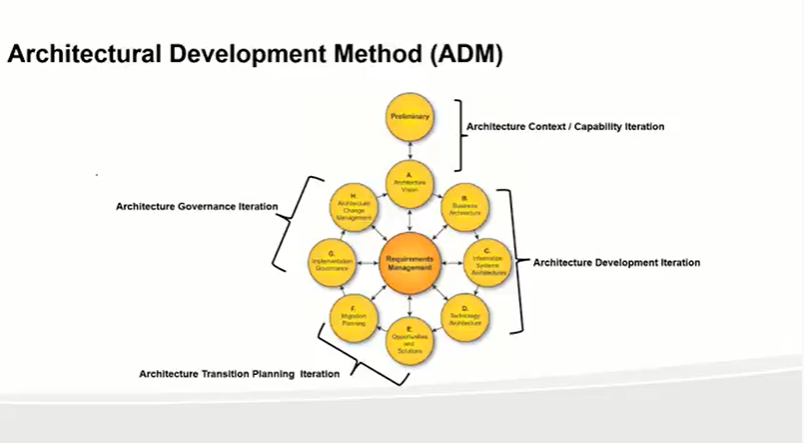 Architectural Development Method (ADM)
Preliminary
Architecture Context / Capability Iteration
A.
Architecture
Vision
H.
Architecture
Change
Management
B.
Business
Architecture
Architecture Governance Iteration
G.
Implementation
Governance
Requirements
Management
C.
Information
Systems
Architectures
Architecture Development Iteration
F.
Migration
Planning
D.
Technology
Architecture
E.
Opportunities
and
Solutions
Architecture Transition Planning Iteration